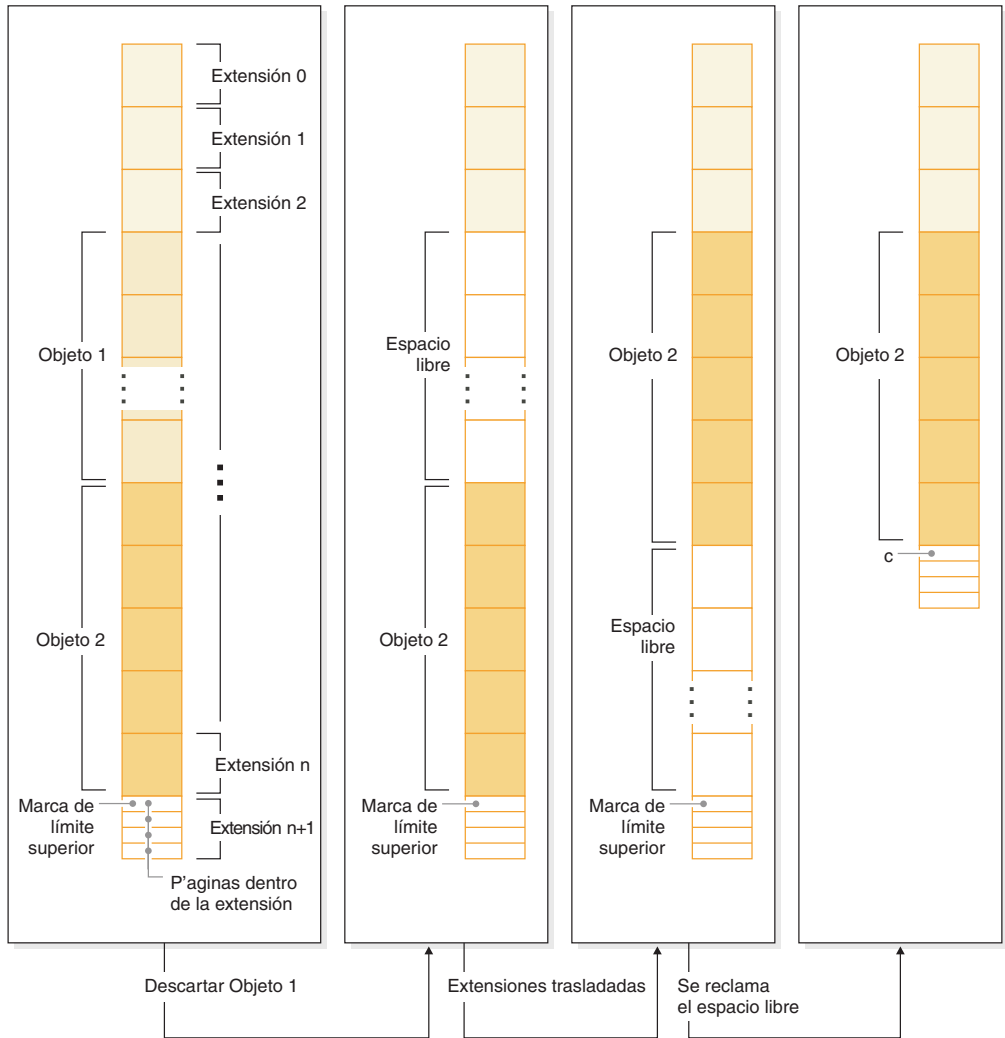 Extensión 0
Extensión 1
Extensión 2
Objeto 1
Objeto 2
Extensión n
Marca de
límite
superior
Extensión n+1
P'aginas dentro
de la extensión
Espacio
libre
Objeto 2
Marca de
límite
superior
Objeto 2
Espacio
libre
Marca de
límite
superior
Objeto 2
c
Descartar Objeto 1
Extensiones trasladadas
Se reclama
el espacio libre